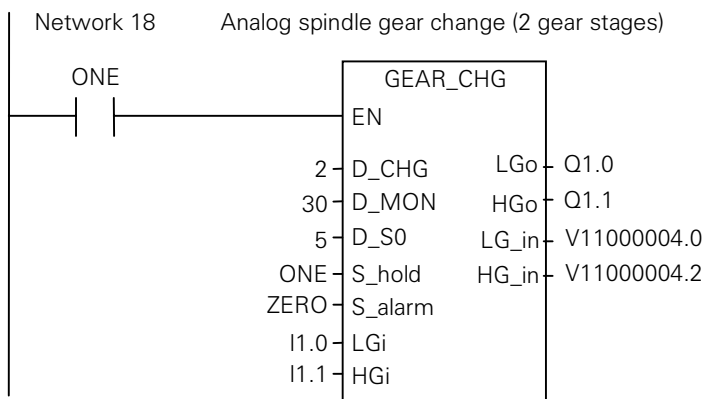 Network 18 Analog spindle gear change (2 gear stages)
ONE
GEAR_CHG
EN
2 D_CHG LGo Q1.0
30 D_MON HGo Q1.1
5 D_S0 LG_in V11000004.0
ONE S_hold HG_in V11000004.2
ZERO S_alarm
I1.0 LGi
I1.1 HGi